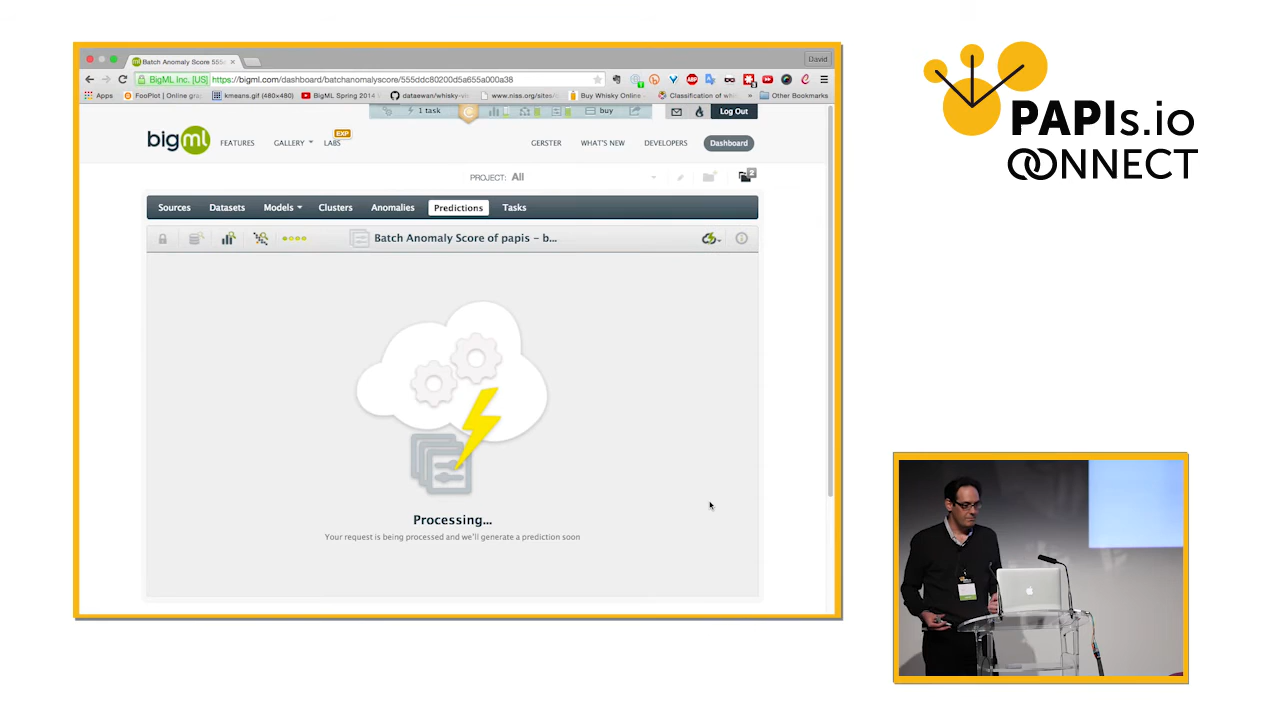 Batch Anomaly Score 555
David
BigML Inc. [US] https://bigml.com/dashboard/batchanomalyscore/555ddc80200d5a655a000a38
Apps FooPlot | Online gra kmeans.gif (480×480) BigML Spring 2014 dataewan/whisky-vi www.niss.org/sites Buy Whisky Online Classification of wh » Other Bookmarks
1 task buy Log Out
bigml FEATURES GALLERY LABS EXP GERSTER WHAT'S NEW DEVELOPERS Dashboard
PROJECT: All 2
Sources Datasets Models Clusters Anomalies Predictions Tasks
Batch Anomaly Score of papis – b...
Processing...
Your request is being processed and we'll generate a prediction soon
PAPIs.io
CONNECT